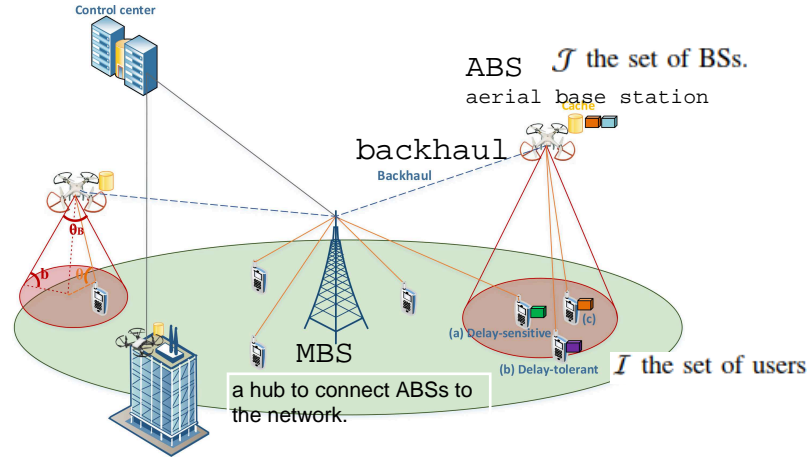 Control center
ABS 𝒥 the set of BSs.
aerial base station
Cache
backhaul
Backhaul
θB
b
θ
(a) Delay-sensitive
(c)
MBS
(b) Delay-tolerant
ℐ the set of users
a hub to connect ABSs to
the network.